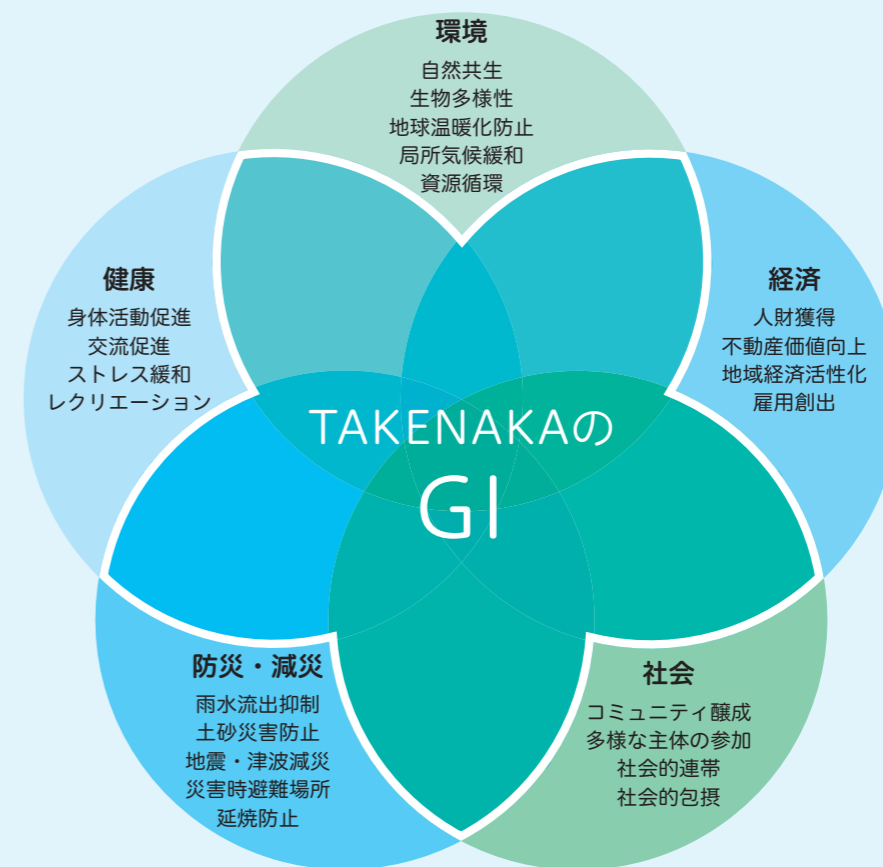 環境
自然共生
生物多様性
地球温暖化防止
局所気候緩和
資源循環
健康
身体活動促進
交流促進
ストレス緩和
レクリエーション
経済
人財獲得
不動産価値向上
地域経済活性化
雇用創出
TAKENAKAの
GI
防災・減災
雨水流出抑制
土砂災害防止
地震・津波減災
災害時避難場所
延焼防止
社会
コミュニティ醸成
多様な主体の参加
社会的連帯
社会的包摂